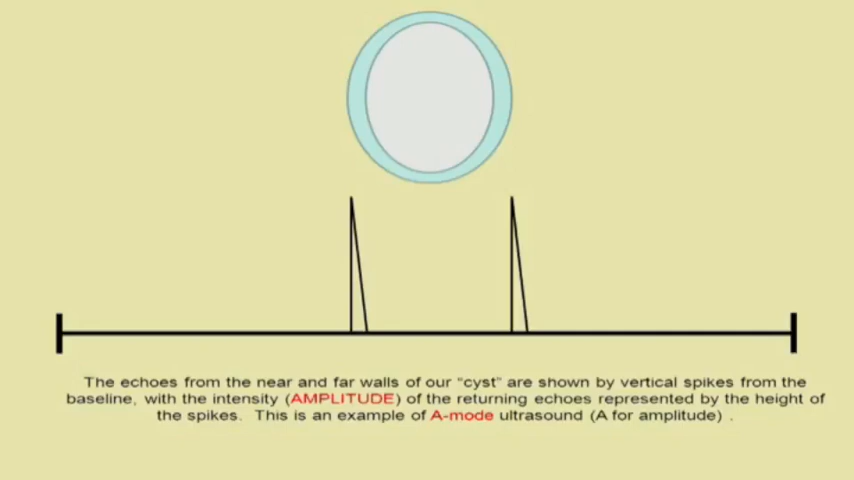 The echoes from the near and far walls of our "cyst" are shown by vertical spikes from the
baseline, with the intensity (AMPLITUDE) of the returning echoes represented by the height of
the spikes. This is an example of A-mode ultrasound (A for amplitude) .